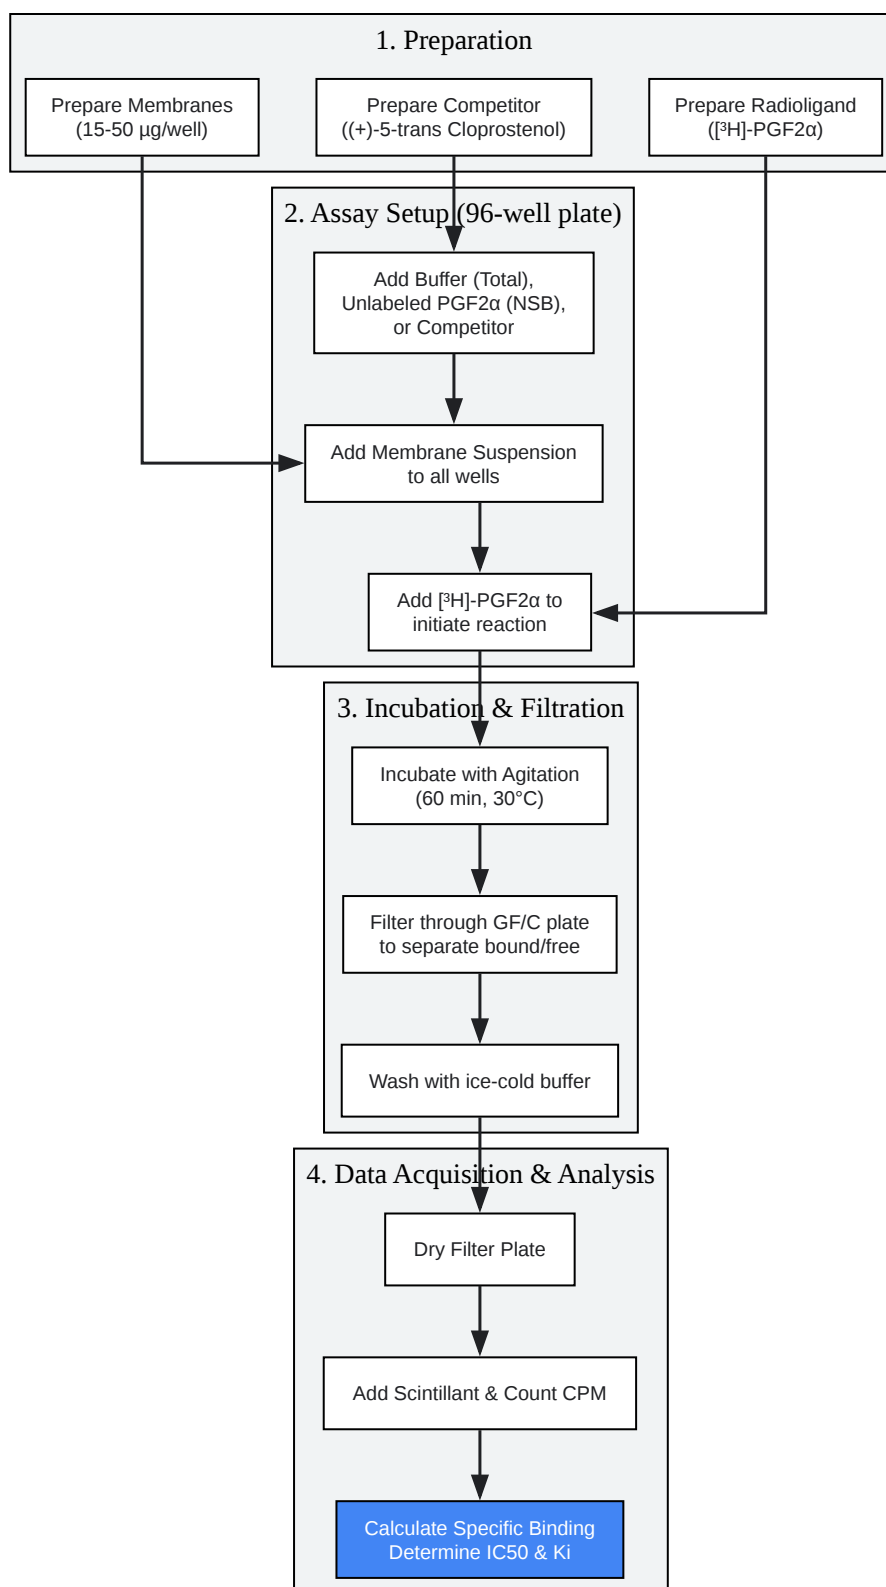 1. Preparation
Prepare Membranes
(15-50 µg/well)
Prepare Competitor
((+)-5-trans Cloprostenol)
Prepare Radioligand
([³H]-PGF2α)
2. Assay Setup (96-well plate)
Add Buffer (Total),
Unlabeled PGF2α (NSB),
or Competitor
Add Membrane Suspension
to all wells
Add [³H]-PGF2α to
initiate reaction
3. Incubation & Filtration
Incubate with Agitation
(60 min, 30°C)
Filter through GF/C plate
to separate bound/free
Wash with ice-cold buffer
4. Data Acquisition & Analysis
Dry Filter Plate
Add Scintillant & Count CPM
Calculate Specific Binding
Determine IC50 & Ki